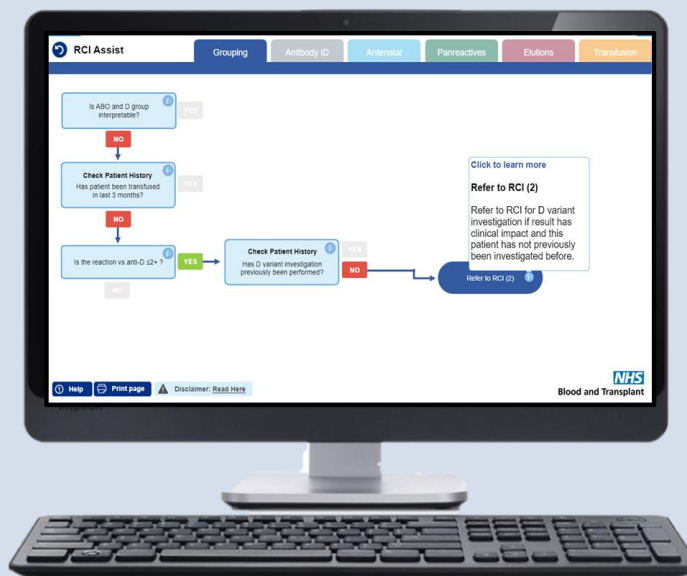 RCI Assist
Grouping
Antibody ID
Antenatal
Panreactives
Elutions
Transfusion
Is ABO and D group
interpretable?
YES
NO
Check Patient History
Has patient been transfused
in last 3 months?
YES
NO
Is the reaction vs.anti-D ≤2+ ?
YES
NO
Check Patient History
Has D variant investigation
previously been performed?
YES
NO
Click to learn more
Refer to RCI (2)
Refer to RCI for D variant
investigation if result has
clinical impact and this
patient has not previously
been investigated before.
Refer to RCI (2)
Help
Print page
Disclaimer: Read Here
NHS
Blood and Transplant